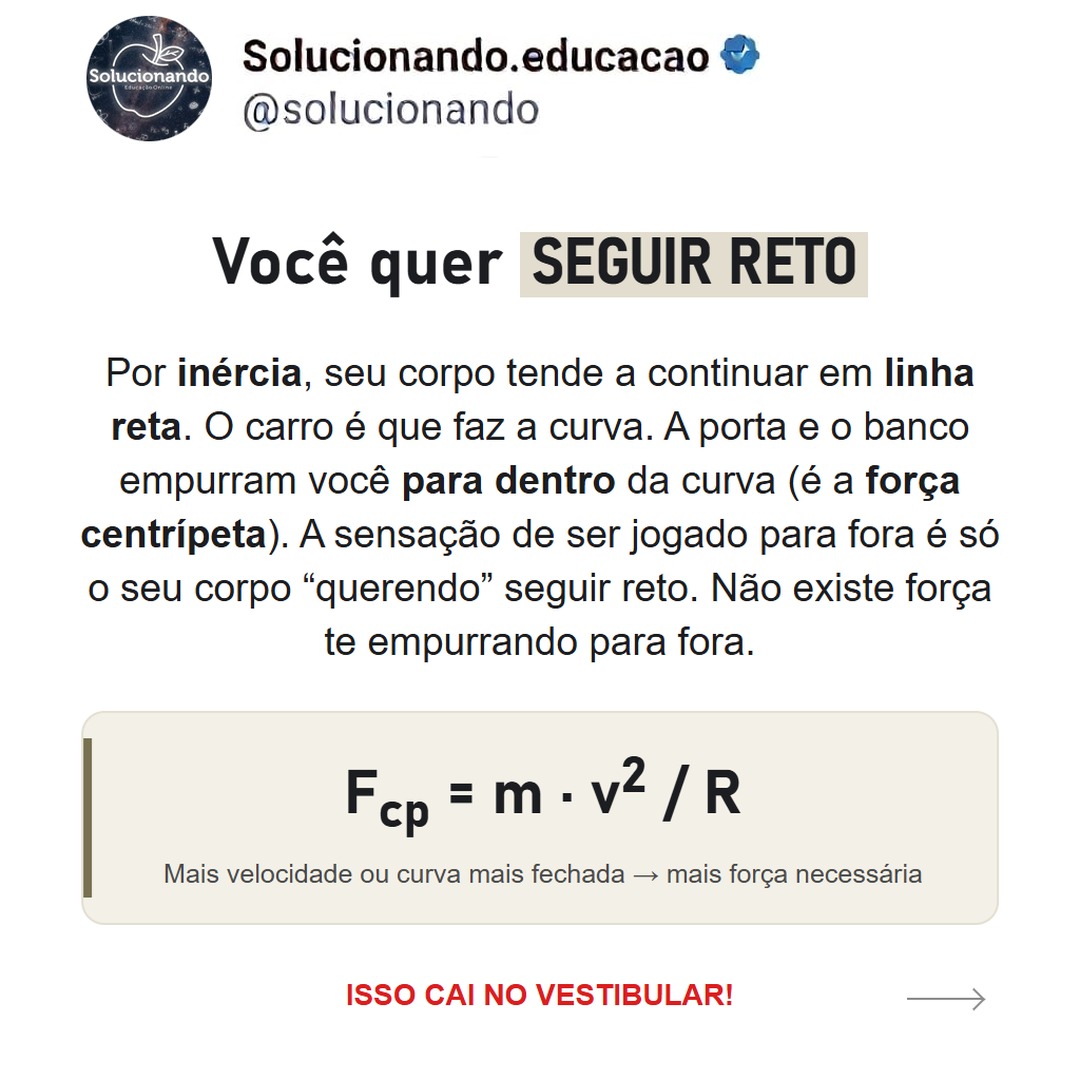 Solucionando
Educação Online
Solucionando.educacao
@solucionando
Você quer SEGUIR RETO
Por inércia, seu corpo tende a continuar em linha
reta. O carro é que faz a curva. A porta e o banco
empurram você para dentro da curva (é a força
centrípeta). A sensação de ser jogado para fora é só
o seu corpo “querendo” seguir reto. Não existe força
te empurrando para fora.
Fcp = m · v² / R
Mais velocidade ou curva mais fechada → mais força necessária
ISSO CAI NO VESTIBULAR!